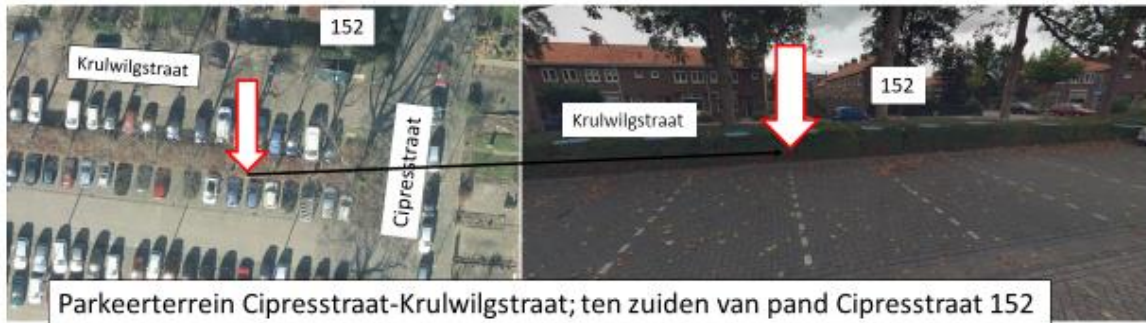 152
Krulwilgstraat
Cipresstraat
152
Krulwilgstraat
Parkeerterrein Cipresstraat-Krulwilgstraat; ten zuiden van pand Cipresstraat 152